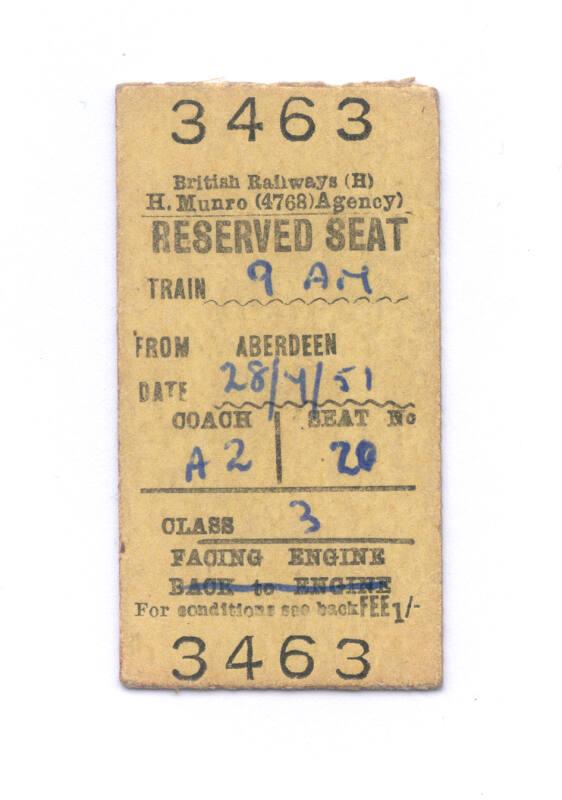 3463
British Railways (H)
H. Munro (4768) Agency)
RESERVED SEAT
TRAIN 9 AM
FROM ABERDEEN
DATE 28/4/51
COACH SEAT No
A2 20
CLASS 3
FACING ENGINE
BACK to ENGINE
For conditions see back FEE 1/-
3463